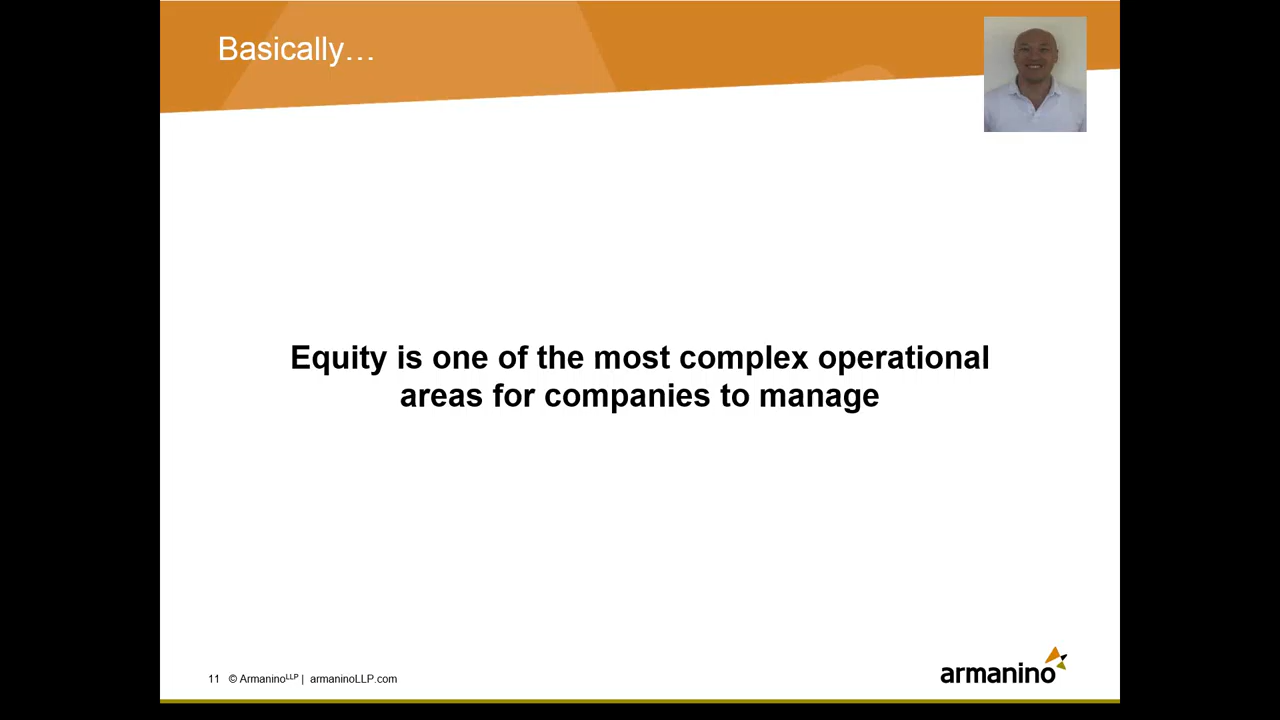 Basically…
Equity is one of the most complex operational
areas for companies to manage
11 © ArmaninoLLP | armaninoLLP.com
armanino